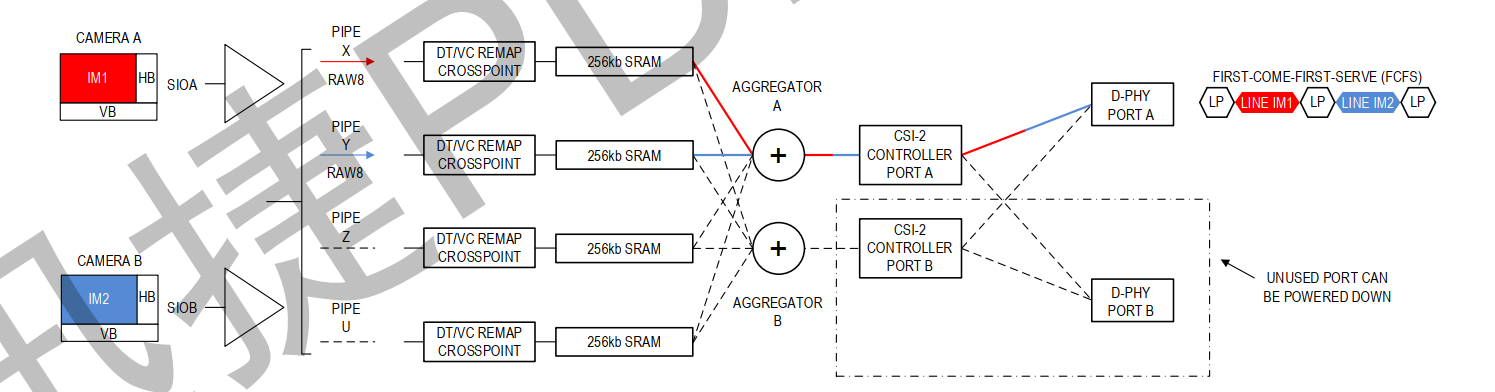 CAMERA A
IM1
HB
VB
SIOA
PIPE
X
RAW8
DT/VC REMAP
CROSSPOINT
256kb SRAM
PIPE
Y
RAW8
DT/VC REMAP
CROSSPOINT
256kb SRAM
AGGREGATOR
A
+
CSI-2
CONTROLLER
PORT A
D-PHY
PORT A
FIRST-COME-FIRST-SERVE (FCFS)
LP
LINE IM1
LP
LINE IM2
LP
CAMERA B
IM2
HB
VB
SIOB
PIPE
Z
DT/VC REMAP
CROSSPOINT
256kb SRAM
PIPE
U
DT/VC REMAP
CROSSPOINT
256kb SRAM
+
AGGREGATOR
B
CSI-2
CONTROLLER
PORT B
D-PHY
PORT B
UNUSED PORT CAN
BE POWERED DOWN
迅捷PD